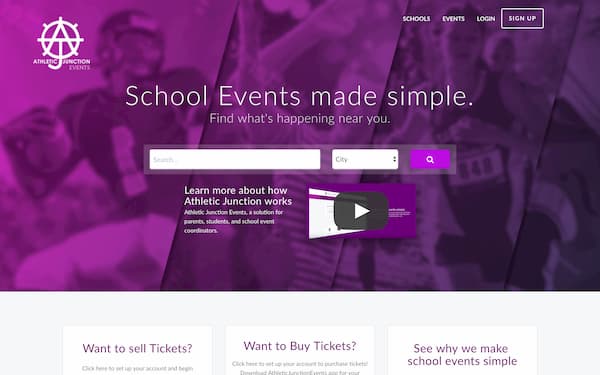 SCHOOLS EVENTS LOGIN SIGN UP
ATHLETIC JUNCTION
EVENTS
School Events made simple.
Find what's happening near you.
Search...
City
Learn more about how
Athletic Junction works
Athletic Junction Events, a solution for
parents, students, and school event
coordinators.
Want to sell Tickets?
Click here to set up your account and begin
Want to Buy Tickets?
Click here to set up your account to purchase tickets!
Download AthleticJunctionEvents app for your
See why we make
school events simple